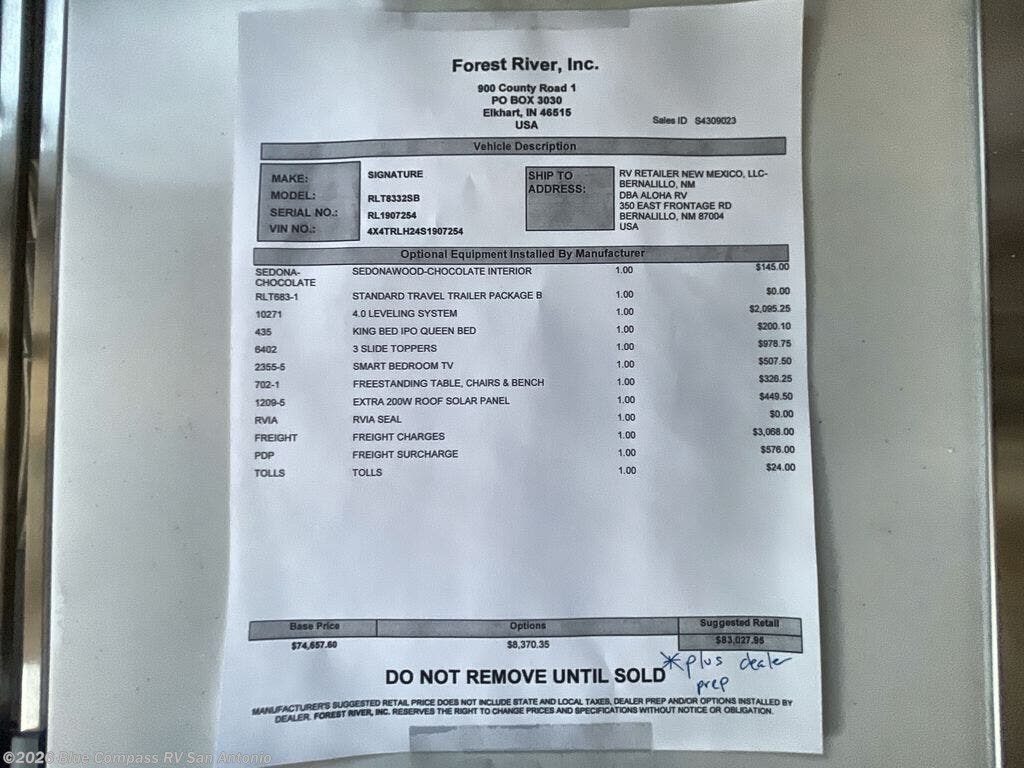 Forest River, Inc.
900 County Road 1
PO BOX 3030
Elkhart, IN 46515
USA
Sales ID S4309023
Vehicle Description
MAKE: SIGNATURE
MODEL: RLT8332SB
SERIAL NO.: RL1907254
VIN NO.: 4X4TRLH24S1907254
SHIP TO
ADDRESS:
RV RETAILER NEW MEXICO, LLC-
BERNALILLO, NM
DBA ALOHA RV
350 EAST FRONTAGE RD
BERNALILLO, NM 87004
USA
Optional Equipment Installed By Manufacturer
SEDONA- SEDONAWOOD-CHOCOLATE INTERIOR 1.00 $145.00
CHOCOLATE
RLT683-1 STANDARD TRAVEL TRAILER PACKAGE B 1.00 $0.00
10271 4.0 LEVELING SYSTEM 1.00 $2,095.25
435 KING BED IPO QUEEN BED 1.00 $200.10
6402 3 SLIDE TOPPERS 1.00 $978.75
2355-5 SMART BEDROOM TV 1.00 $507.50
702-1 FREESTANDING TABLE, CHAIRS & BENCH 1.00 $326.25
1209-5 EXTRA 200W ROOF SOLAR PANEL 1.00 $449.50
RVIA RVIA SEAL 1.00 $0.00
FREIGHT FREIGHT CHARGES 1.00 $3,068.00
PDP FREIGHT SURCHARGE 1.00 $576.00
TOLLS TOLLS 1.00 $24.00
Base Price Options Suggested Retail
$74,657.60 $8,370.35 $83,027.95
*plus dealer
prep
DO NOT REMOVE UNTIL SOLD
MANUFACTURER'S SUGGESTED RETAIL PRICE DOES NOT INCLUDE STATE AND LOCAL TAXES, DEALER PREP AND/OR OPTIONS INSTALLED BY
DEALER. FOREST RIVER, INC. RESERVES THE RIGHT TO CHANGE PRICES AND SPECIFICATIONS WITHOUT NOTICE OR OBLIGATION.
Blue Compass RV San Antonio